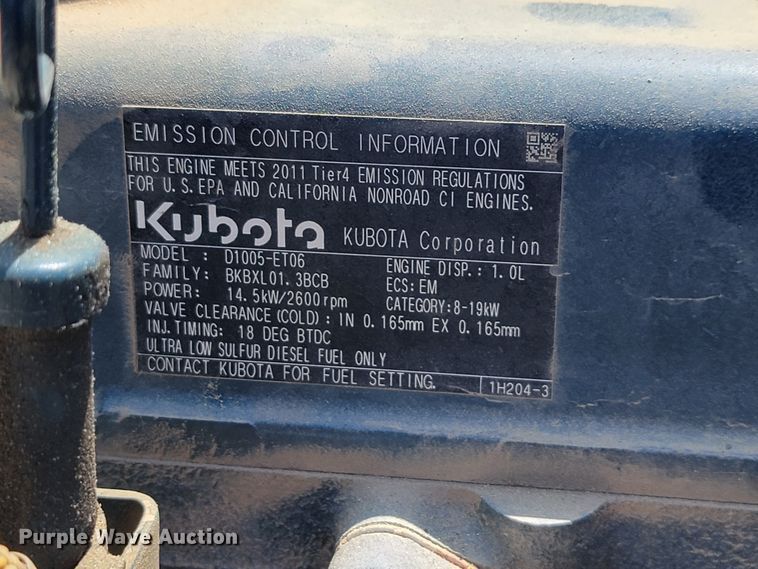 EMISSION CONTROL INFORMATION
THIS ENGINE MEETS 2011 Tier4 EMISSION REGULATIONS
FOR U.S.EPA AND CALIFORNIA NONROAD CI ENGINES.
Kubota KUBOTA Corporation
MODEL : D1005-ET06 ENGINE DISP.: 1.0L
FAMILY: BKBXL01.3BCB ECS:EM
POWER: 14.5kW/2600rpm CATEGORY:8-19kW
VALVE CLEARANCE(COLD): IN 0.165mm EX 0.165mm
INJ.TIMING: 18 DEG BTDC
ULTRA LOW SULFUR DIESEL FUEL ONLY
CONTACT KUBOTA FOR FUEL SETTING. 1H204-3
Purple Wave Auction